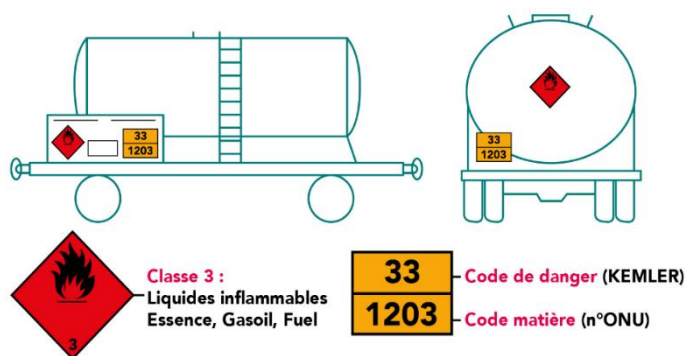 33
1203
33
1203
3
Classe 3 :
Liquides inflammables
Essence, Gasoil, Fuel
33
1203
Code de danger (KEMLER)
Code matière (n°ONU)